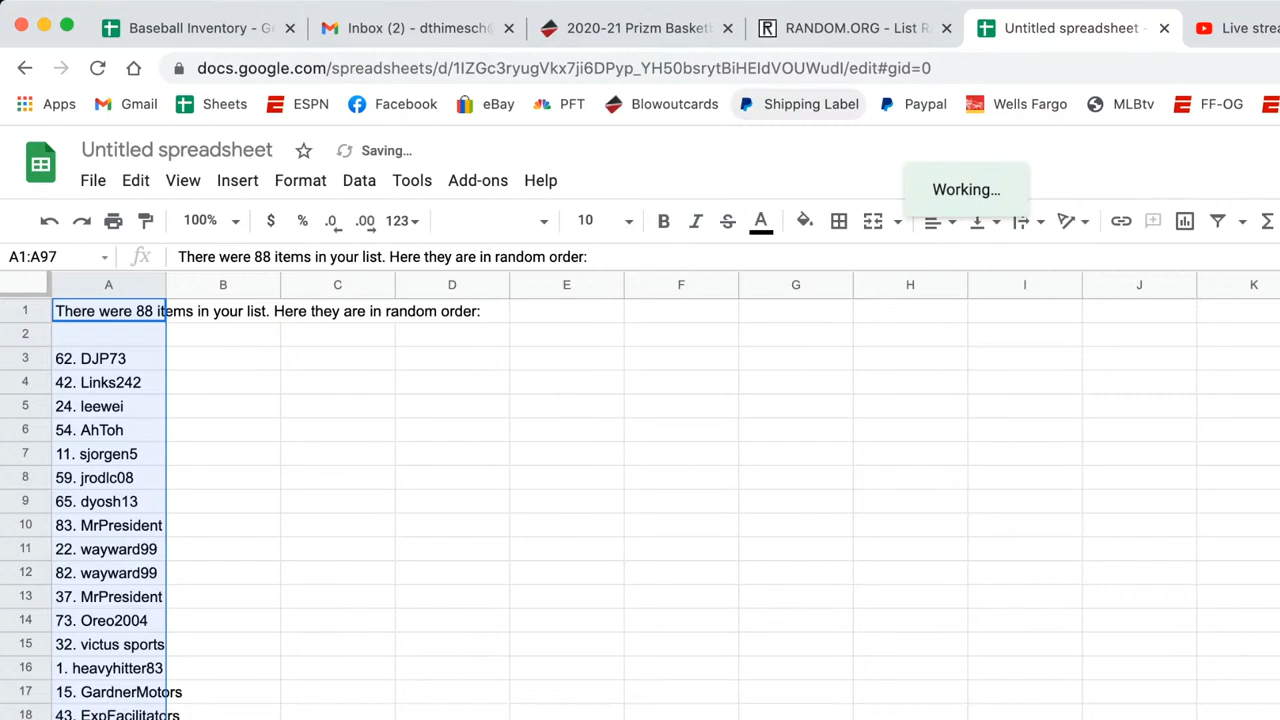 Baseball Inventory - Go
Inbox (2) - dthimesch@
2020-21 Prizm Basketb
RANDOM.ORG - List R
Untitled spreadsheet -
Live strea
docs.google.com/spreadsheets/d/1IZGc3ryugVkx7ji6DPyp_YH50bsrytBiHEIdVOUWudI/edit#gid=0
Apps
Gmail
Sheets
ESPN
Facebook
eBay
PFT
Blowoutcards
Shipping Label
Paypal
Wells Fargo
MLBtv
FF-OG
Untitled spreadsheet
Saving...
File Edit View Insert Format Data Tools Add-ons Help
Working...
100% $ % .0 .00 123 10 B I S A Σ
A1:A97 fx There were 88 items in your list. Here they are in random order:
A B C D E F G H I J K
1 There were 88 items in your list. Here they are in random order:
2
3 62. DJP73
4 42. Links242
5 24. leewei
6 54. AhToh
7 11. sjorgen5
8 59. jrodlc08
9 65. dyosh13
10 83. MrPresident
11 22. wayward99
12 82. wayward99
13 37. MrPresident
14 73. Oreo2004
15 32. victus sports
16 1. heavyhitter83
17 15. GardnerMotors
18 43. ExpFacilitators